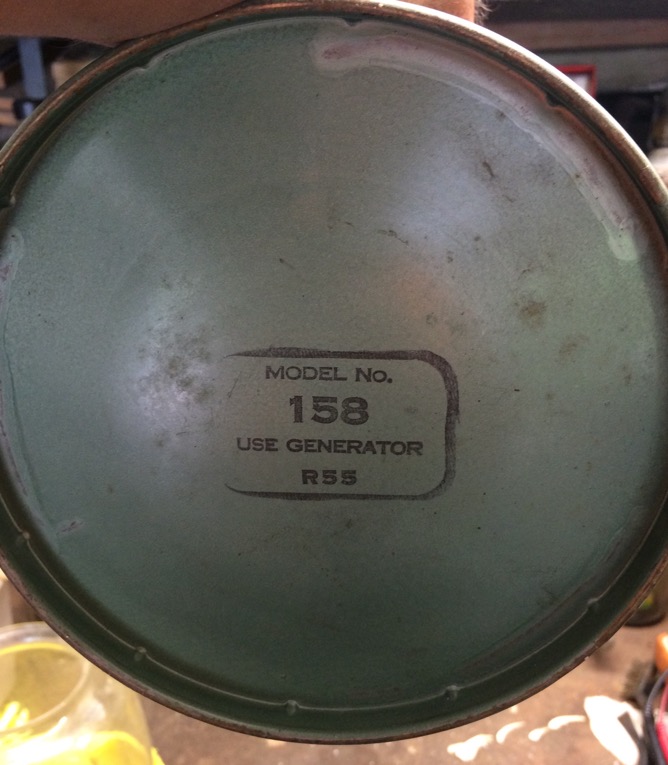 MODEL No.
158
USE GENERATOR
R55